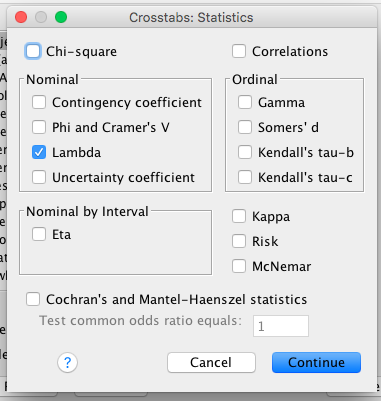 Crosstabs: Statistics
Chi-square
Correlations
Nominal
Ordinal
Contingency coefficient
Gamma
Phi and Cramer's V
Somers' d
Lambda
Kendall's tau-b
Uncertainty coefficient
Kendall's tau-c
Nominal by Interval
Kappa
Eta
Risk
McNemar
Cochran's and Mantel-Haenszel statistics
Test common odds ratio equals: 1
? Cancel Continue